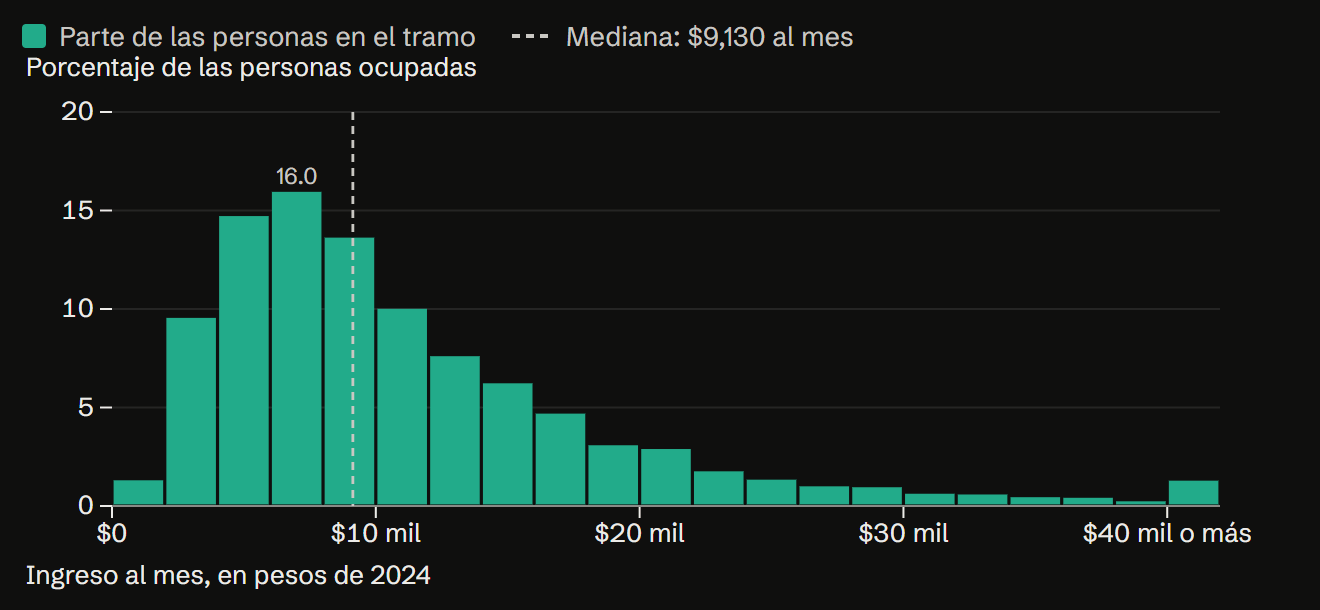 Parte de las personas en el tramo
Mediana: $9,130 al mes
Porcentaje de las personas ocupadas
20
16.0
15
10
5
0
$0
$10 mil
$20 mil
$30 mil
$40 mil o más
Ingreso al mes, en pesos de 2024